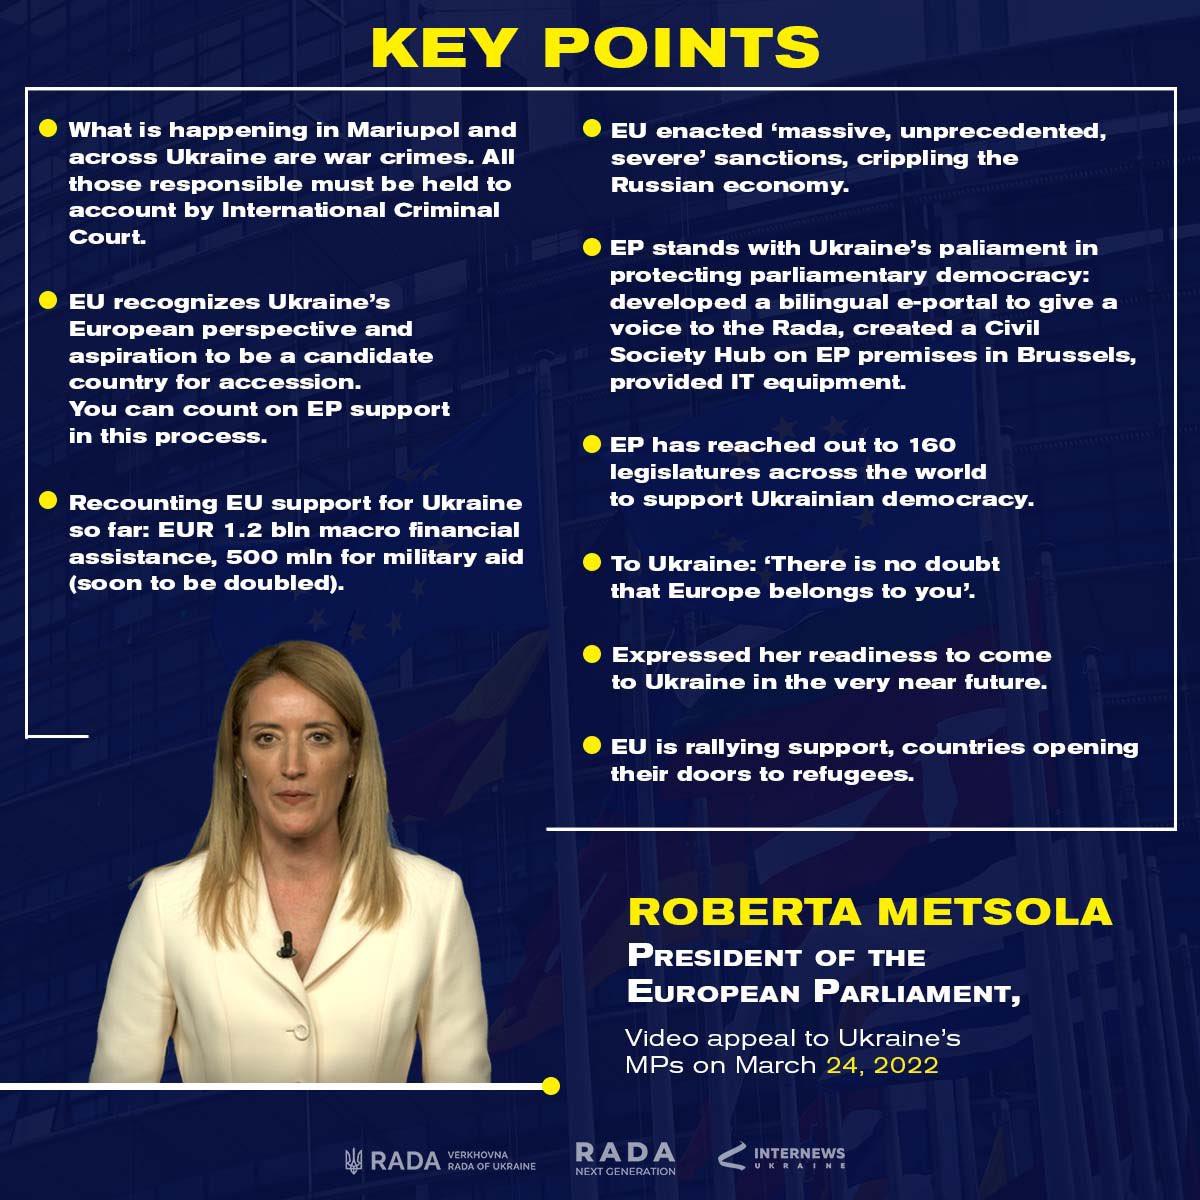 KEY POINTS
What is happening in Mariupol and
across Ukraine are war crimes. All
those responsible must be held to
account by International Criminal
Court.
EU recognizes Ukraine’s
European perspective and
aspiration to be a candidate
country for accession.
You can count on EP support
in this process.
Recounting EU support for Ukraine
so far: EUR 1.2 bln macro financial
assistance, 500 mln for military aid
(soon to be doubled).
EU enacted ‘massive, unprecedented,
severe’ sanctions, crippling the
Russian economy.
EP stands with Ukraine’s paliament in
protecting parliamentary democracy:
developed a bilingual e-portal to give a
voice to the Rada, created a Civil
Society Hub on EP premises in Brussels,
provided IT equipment.
EP has reached out to 160
legislatures across the world
to support Ukrainian democracy.
To Ukraine: ‘There is no doubt
that Europe belongs to you’.
Expressed her readiness to come
to Ukraine in the very near future.
EU is rallying support, countries opening
their doors to refugees.
ROBERTA METSOLA
PRESIDENT OF THE
EUROPEAN PARLIAMENT,
Video appeal to Ukraine’s
MPs on March 24, 2022
RADA VERKHOVNA
RADA OF UKRAINE
RADA
NEXT GENERATION
INTERNEWS
UKRAINE